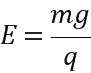 E = mg/q